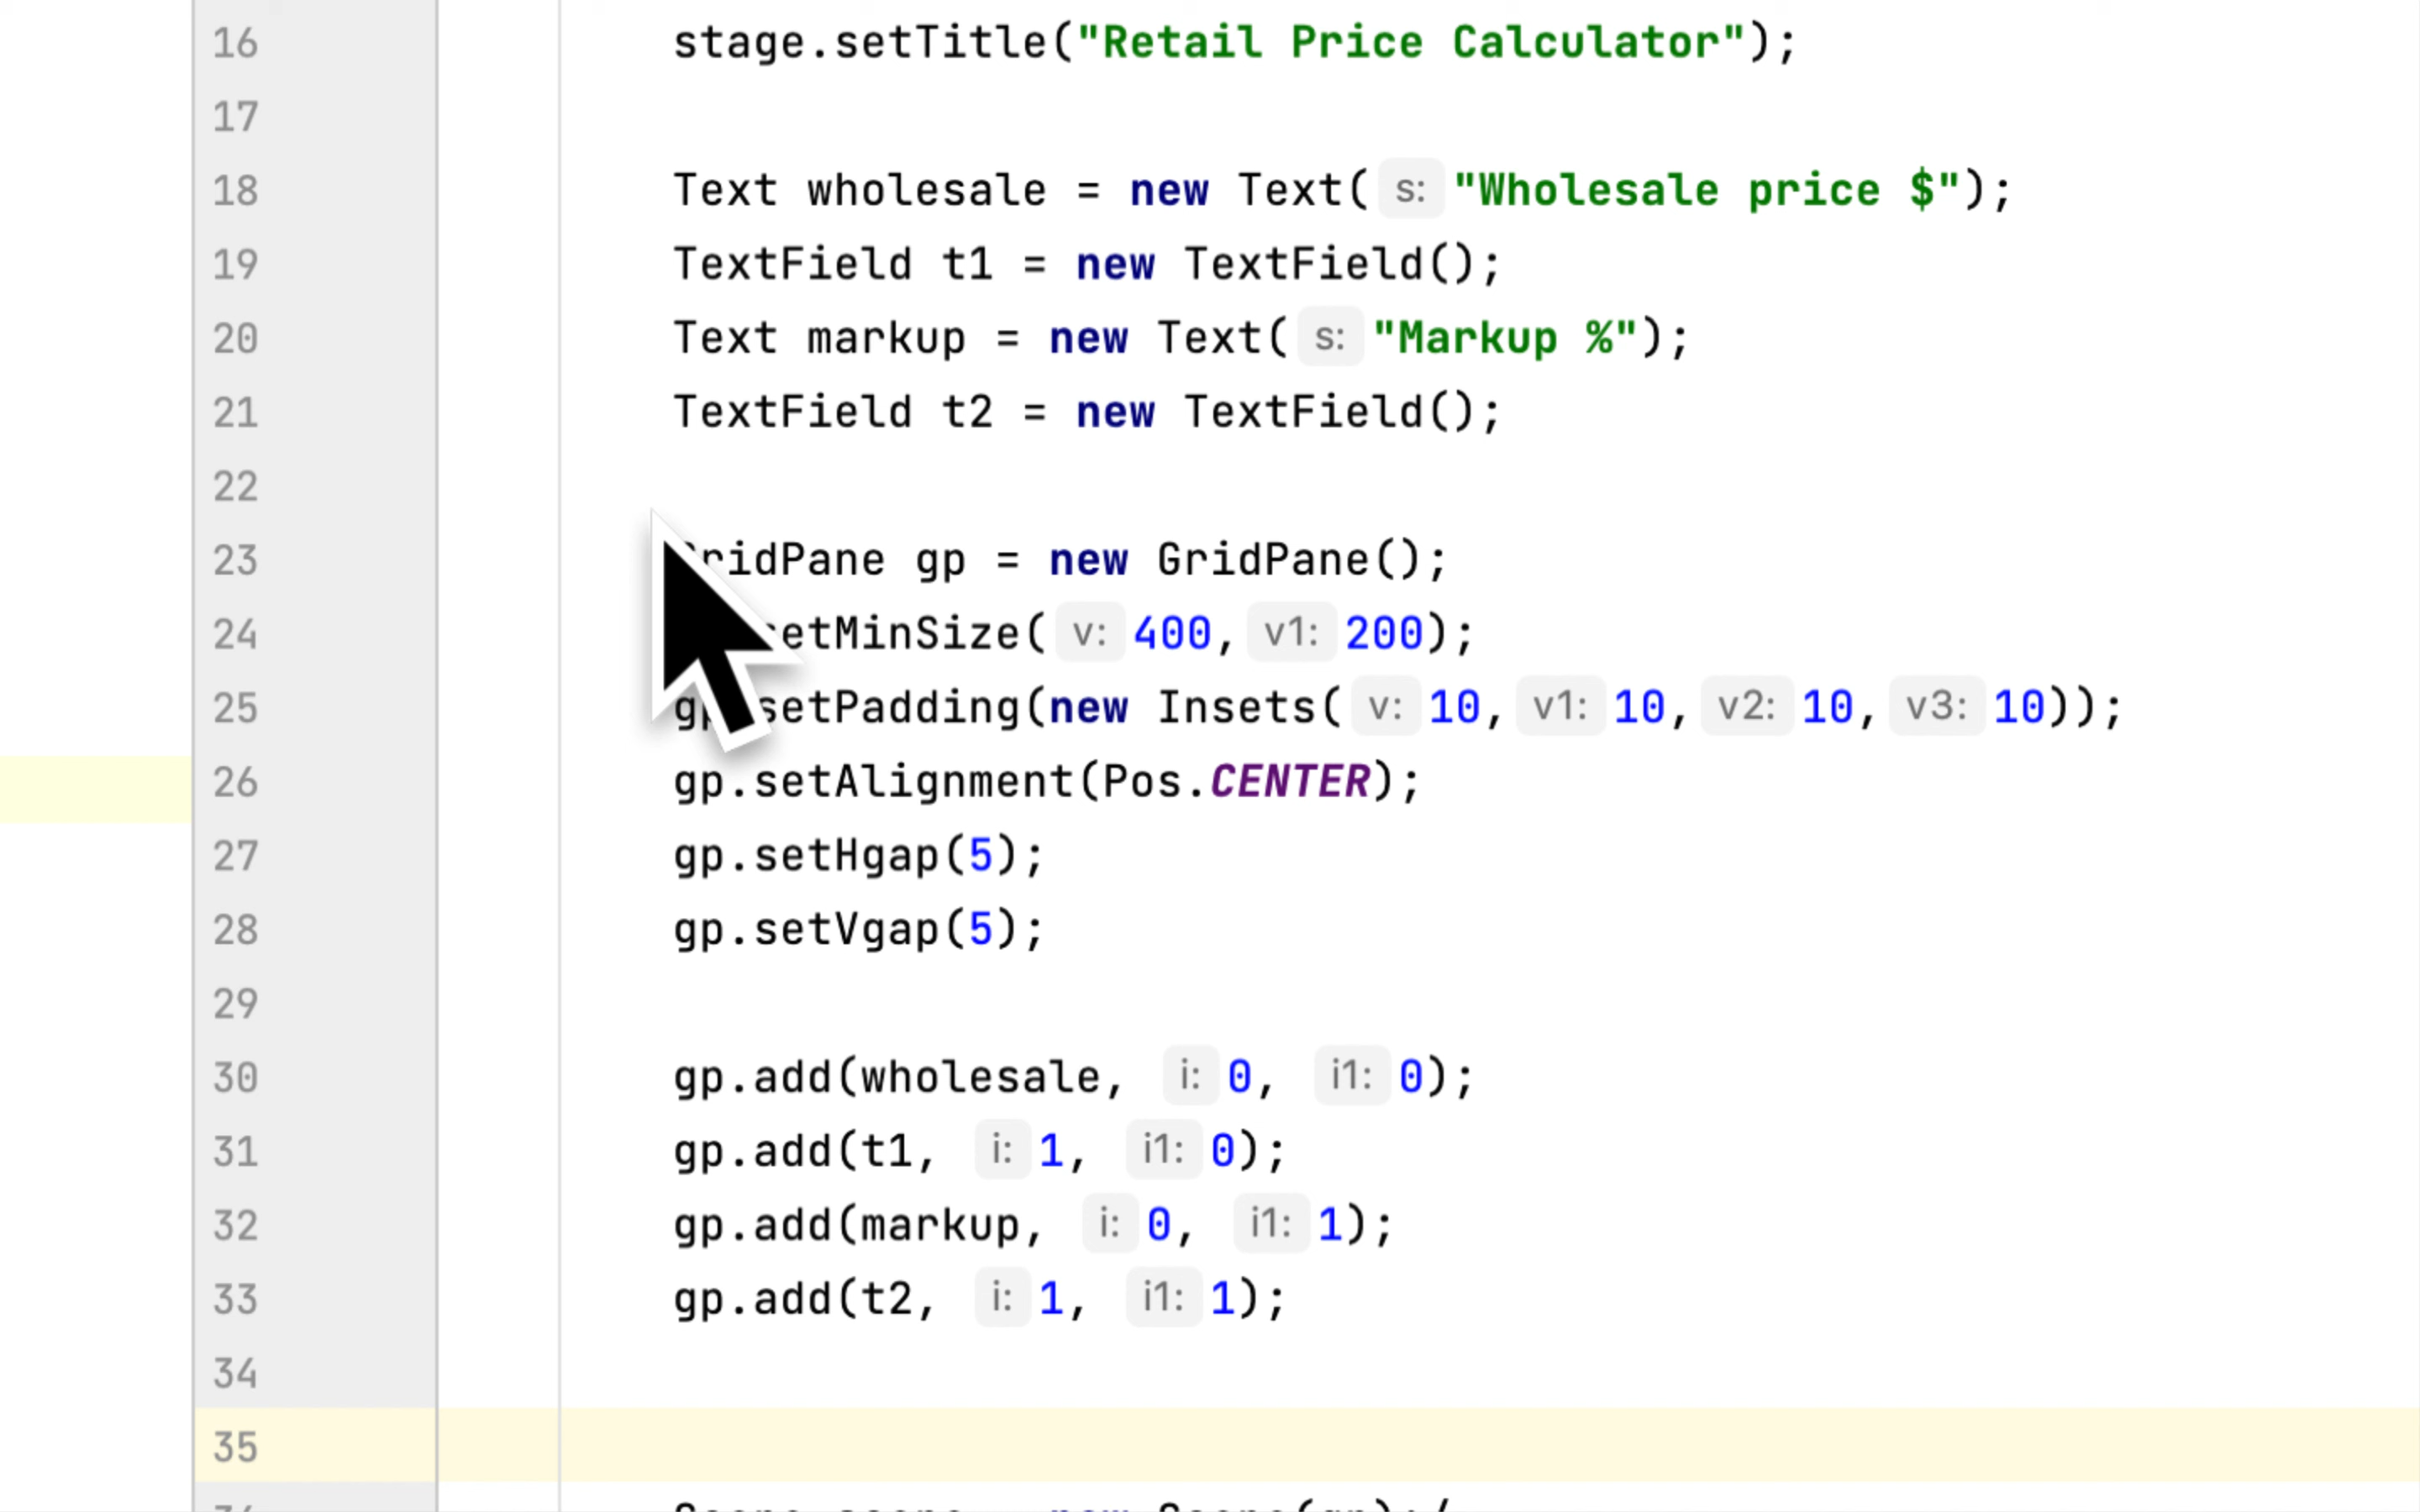 16 stage.setTitle("Retail Price Calculator");
17
18 Text wholesale = new Text( s: "Wholesale price $");
19 TextField t1 = new TextField();
20 Text markup = new Text( s: "Markup %");
21 TextField t2 = new TextField();
22
23 GridPane gp = new GridPane();
24 setMinSize( v: 400, v1: 200);
25 gp.setPadding(new Insets( v: 10, v1: 10, v2: 10, v3: 10));
26 gp.setAlignment(Pos.CENTER);
27 gp.setHgap(5);
28 gp.setVgap(5);
29
30 gp.add(wholesale, i: 0, i1: 0);
31 gp.add(t1, i: 1, i1: 0);
32 gp.add(markup, i: 0, i1: 1);
33 gp.add(t2, i: 1, i1: 1);
34
35